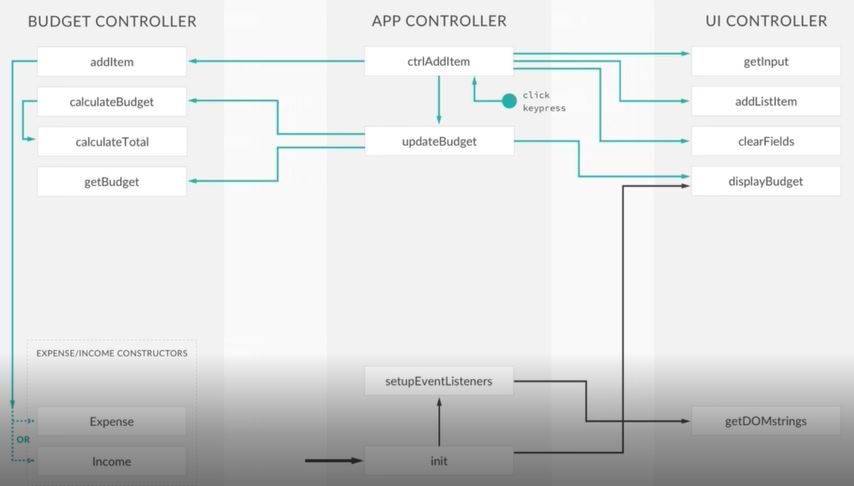 BUDGET CONTROLLER
addItem
calculateBudget
calculateTotal
getBudget
EXPENSE/INCOME CONSTRUCTORS
Expense
OR
Income
APP CONTROLLER
ctrlAddItem
click
keypress
updateBudget
setupEventListeners
init
UI CONTROLLER
getInput
addListItem
clearFields
displayBudget
getDOMstrings